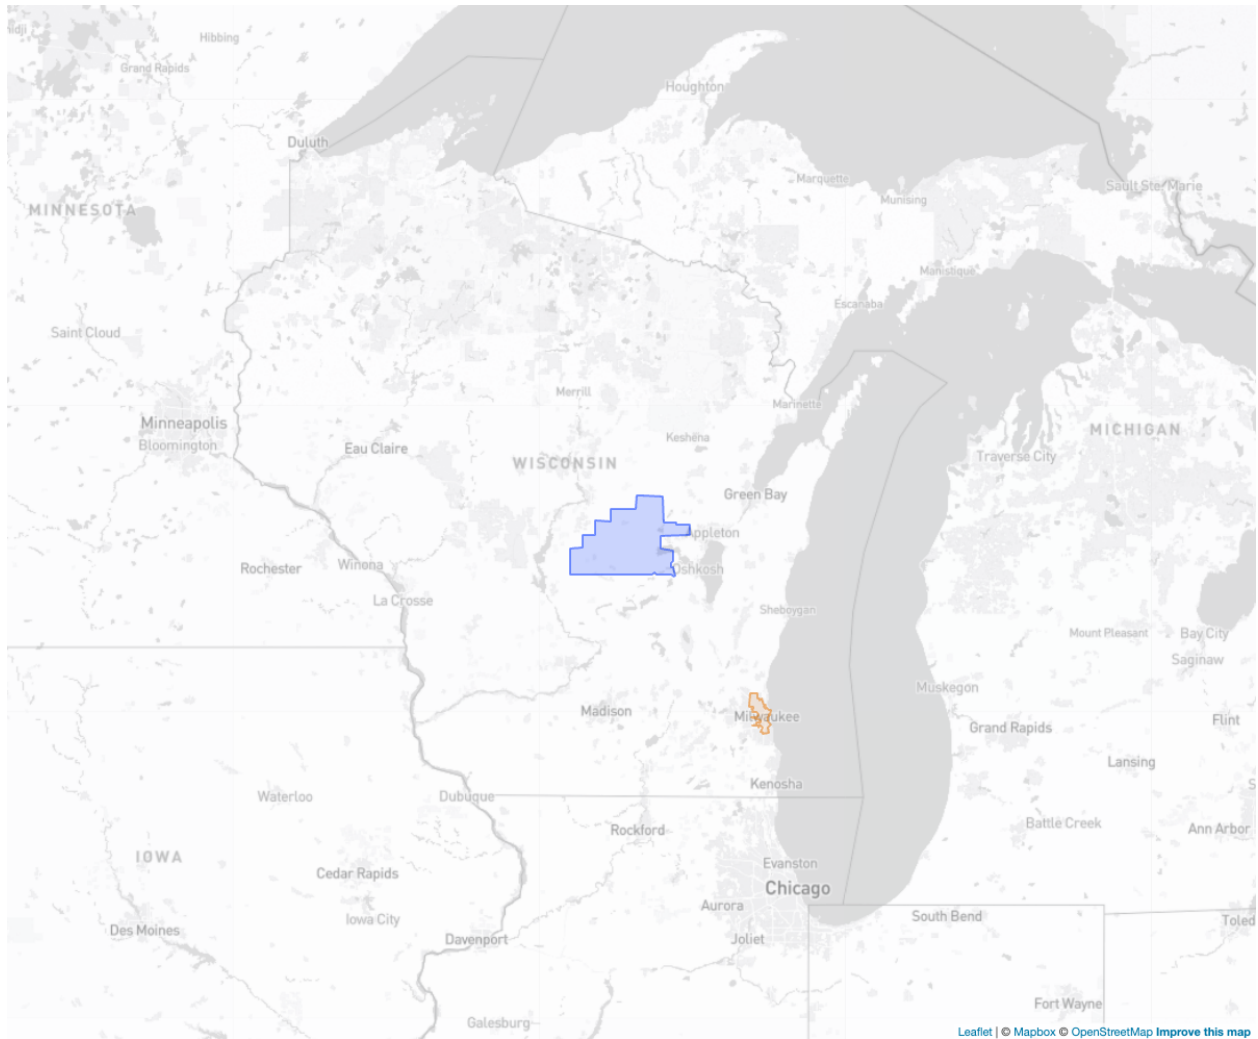 idji
Hibbing
Grand Rapids
Houghton
Duluth
Marquette
Sault Ste. Marie
Munising
MINNESOTA
Manistique
Escanaba
Saint Cloud
Merrill
Marinette
Minneapolis
Bloomington
Eau Claire
Keshena
MICHIGAN
Traverse City
WISCONSIN
Green Bay
Appleton
Rochester
Winona
Oshkosh
La Crosse
Sheboygan
Mount Pleasant
Bay City
Saginaw
Muskegon
Madison
Milwaukee
Grand Rapids
Flint
Lansing
Kenosha
Waterloo
Dubuque
Rockford
Battle Creek
Ann Arbor
IOWA
Evanston
Cedar Rapids
Chicago
Aurora
Iowa City
South Bend
Toled
Des Moines
Davenport
Joliet
Fort Wayne
Galesburg
Leaflet | © Mapbox © OpenStreetMap Improve this map